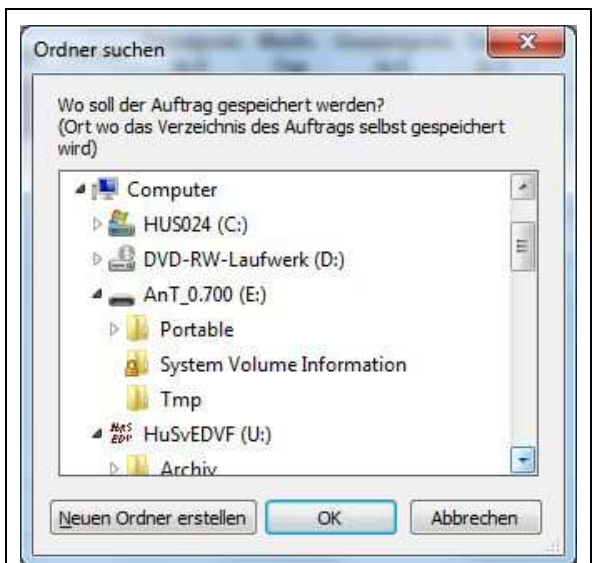 Ordner suchen
Wo soll der Auftrag gespeichert werden?
(Ort wo das Verzeichnis des Auftrags selbst gespeichert
wird)
Computer
HUS024 (C:)
DVD-RW-Laufwerk (D:)
AnT_0.700 (E:)
Portable
System Volume Information
Tmp
HuSvEDVF (U:)
Archiv
Neuen Ordner erstellen OK Abbrechen